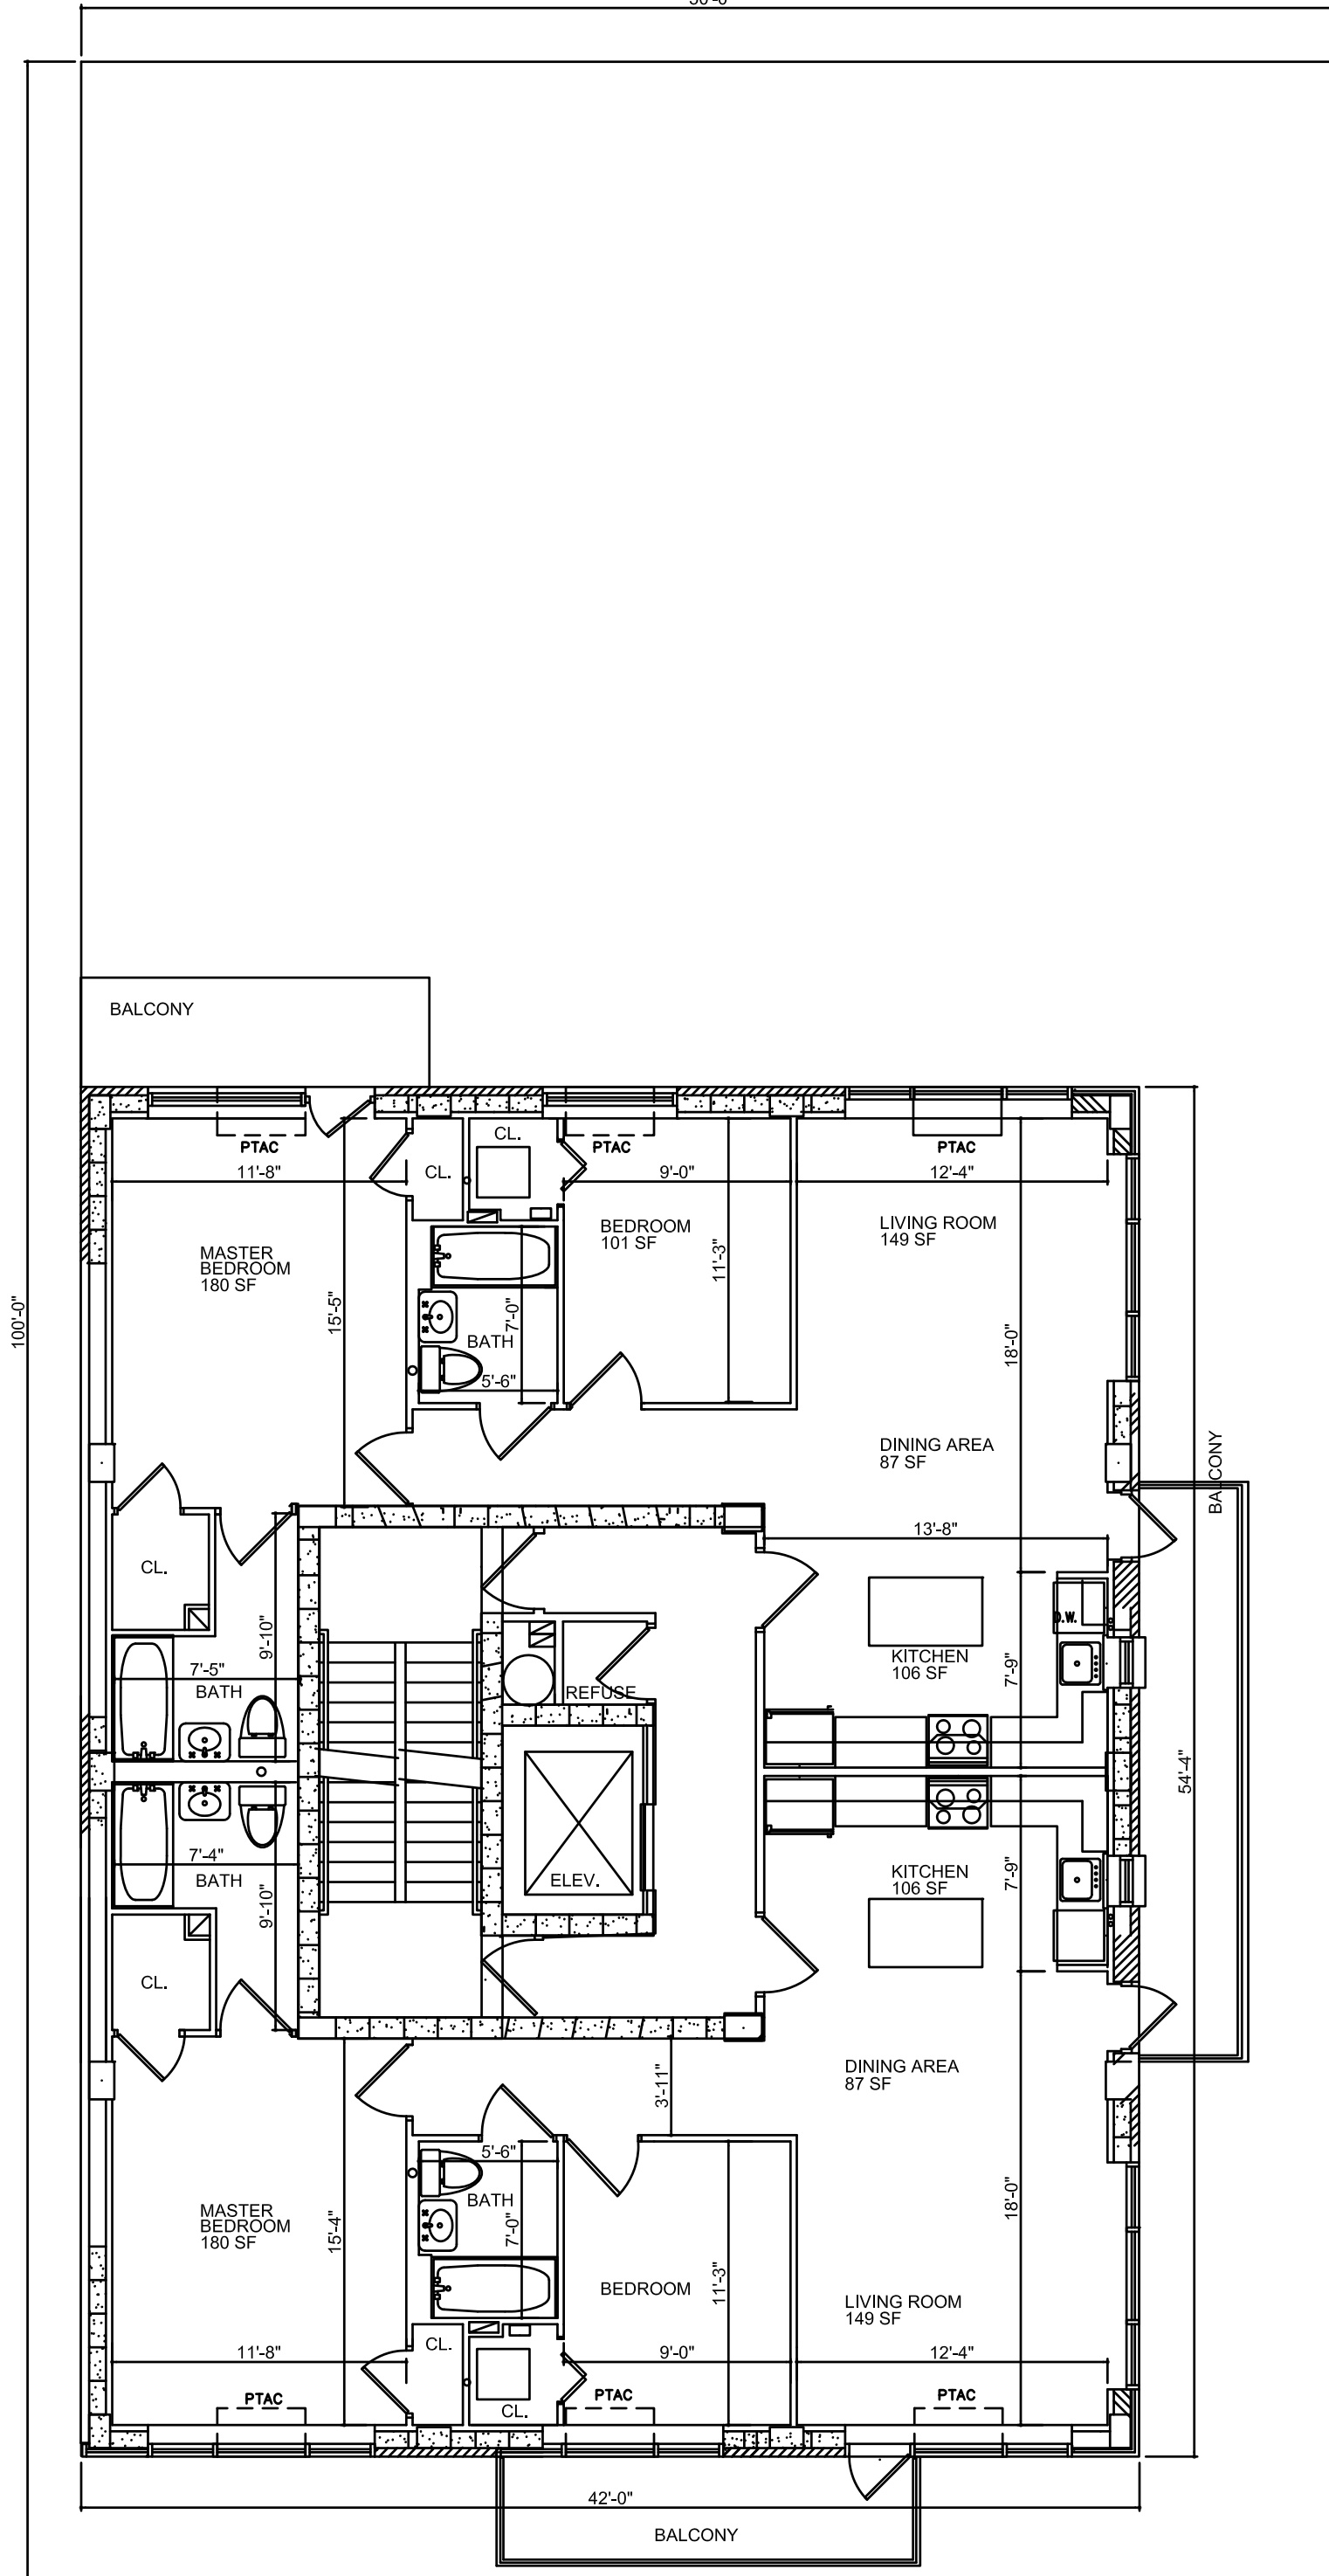 100'-0"
BALCONY
PTAC
CL.
PTAC
PTAC
11'-8"
CL.
9'-0"
12'-4"
MASTER
BEDROOM
180 SF
BEDROOM
101 SF
LIVING ROOM
149 SF
15'-5"
7'-0"
11'-3"
18'-0"
BATH
5'-6"
DINING AREA
87 SF
BALCONY
13'-8"
CL.
9'-10"
D.W.
7'-5"
BATH
REFUSE
KITCHEN
106 SF
7'-9"
54'-4"
7'-4"
BATH
ELEV.
KITCHEN
106 SF
7'-9"
9'-10"
CL.
3'-11"
DINING AREA
87 SF
5'-6"
BATH
MASTER
BEDROOM
180 SF
15'-4"
7'-0"
11'-3"
18'-0"
BEDROOM
LIVING ROOM
149 SF
11'-8"
CL.
9'-0"
12'-4"
PTAC
CL.
PTAC
PTAC
42'-0"
BALCONY